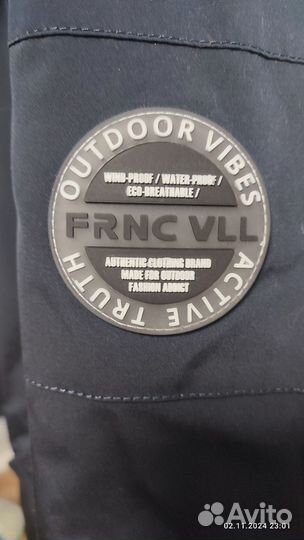 OUTDOOR VIBES
WIND-PROOF / WATER-PROOF /
ECO-BREATHABLE /
FRNC VLL
AUTHENTIC CLOTHING BRAND
MADE FOR OUTDOOR
FASHION ADDICT
ACTIVE TRUTH
02.11.2024 23:01
Avito